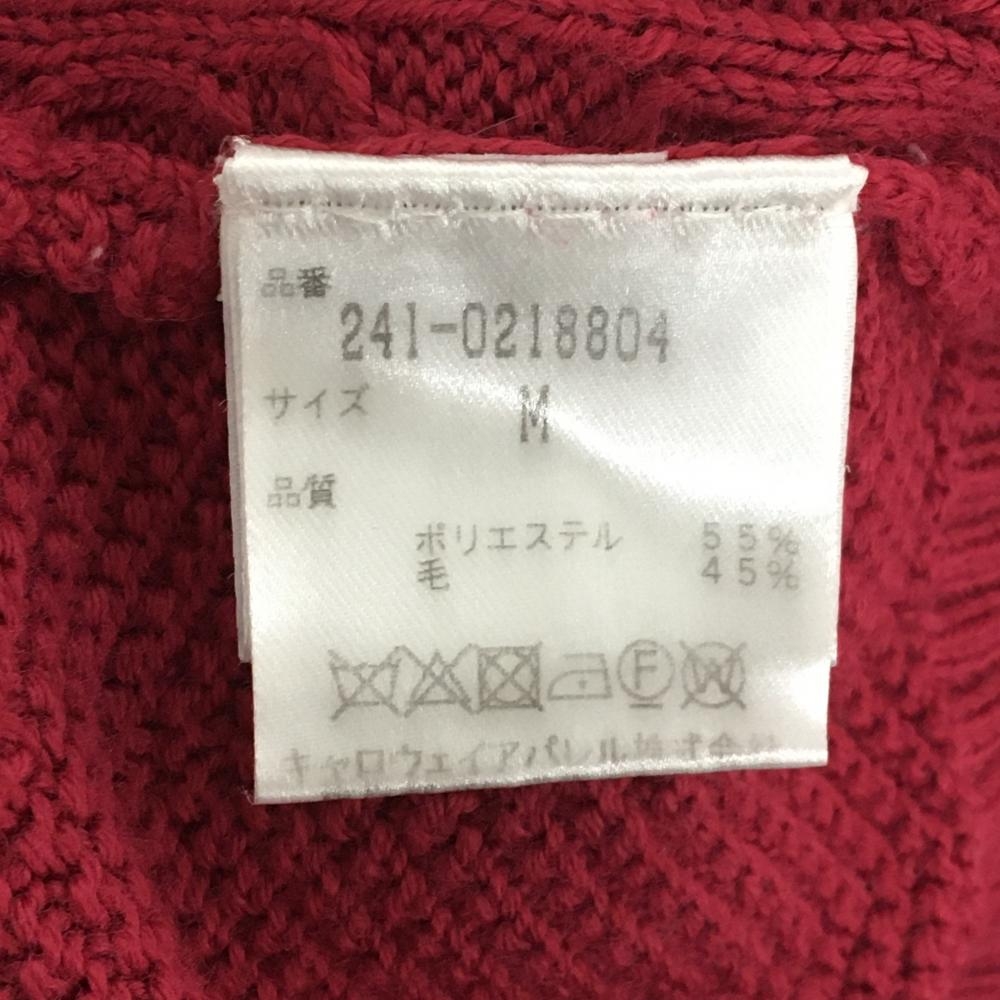 品番
241-0218804
サイズ M
品質
ポリエステル 55%
毛 45%
F W
キャロウェイアパレル株式会社